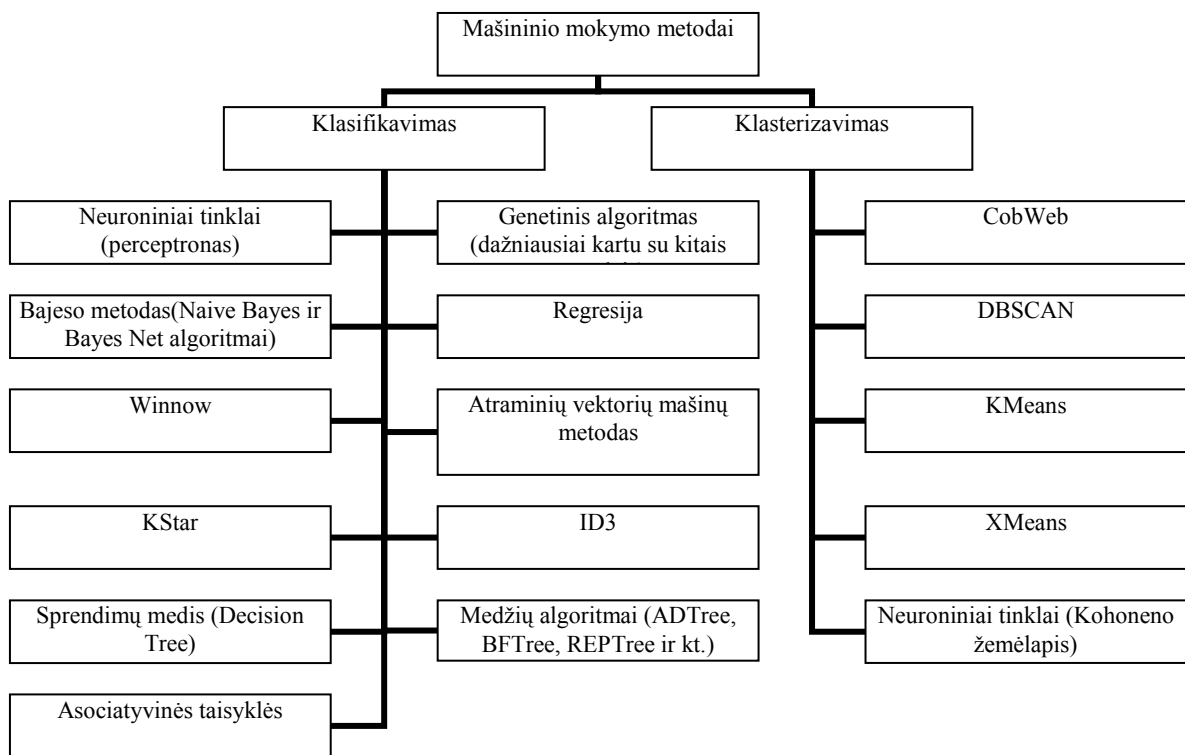 Mašininio mokymo metodai
Klasifikavimas
Klasterizavimas
Neuroniniai tinklai
(perceptronas)
Genetinis algoritmas
(dažniausiai kartu su kitais
CobWeb
Bajeso metodas(Naive Bayes ir
Bayes Net algoritmai)
Regresija
DBSCAN
Winnow
Atraminių vektorių mašinų
metodas
KMeans
KStar
ID3
XMeans
Sprendimų medis (Decision
Tree)
Medžių algoritmai (ADTree,
BFTree, REPTree ir kt.)
Neuroniniai tinklai (Kohoneno
žemėlapis)
Asociatyvinės taisyklės